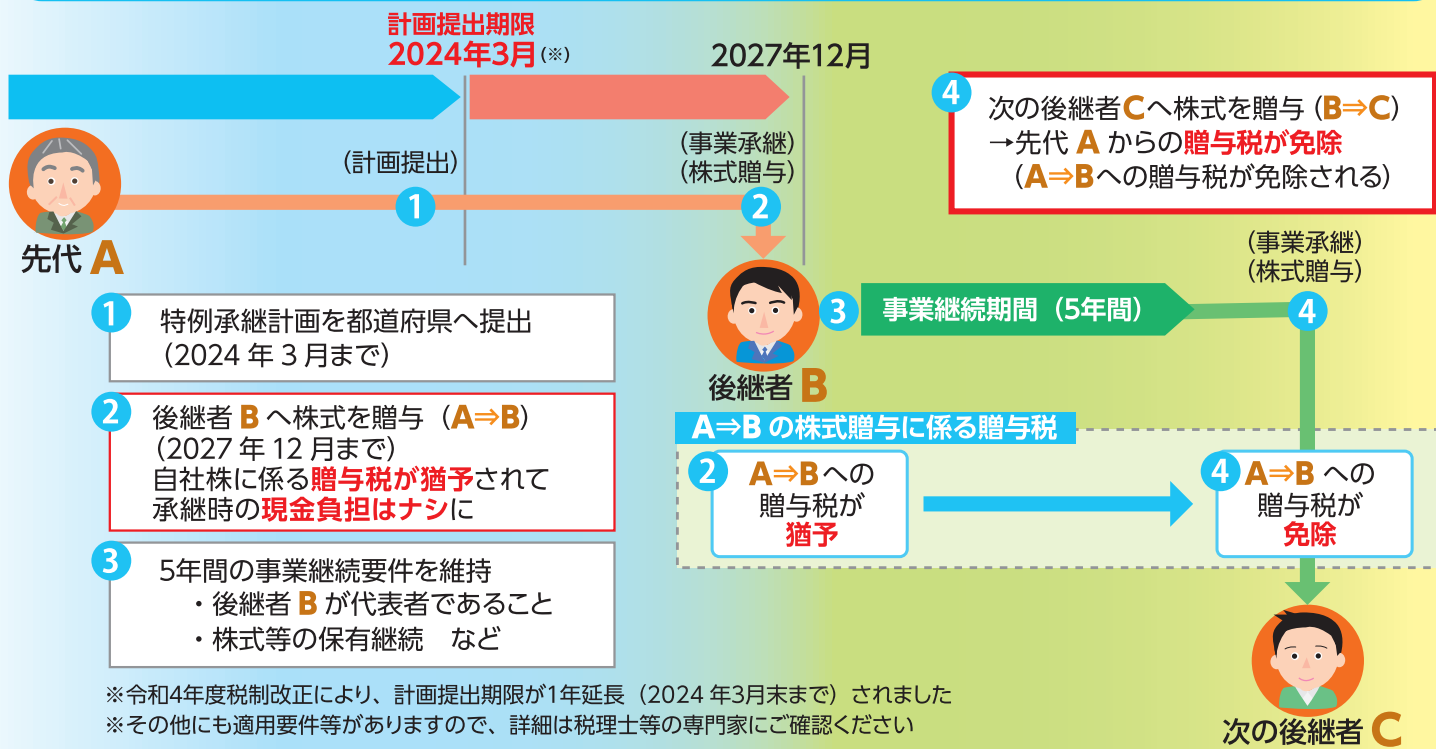 計画提出期限
2024年3月(※)
2027年12月
(計画提出)
(事業承継)
(株式贈与)
1
2
先代 A
4
次の後継者Cへ株式を贈与(B⇒C)
→先代 A からの贈与税が免除
(A⇒Bへの贈与税が免除される)
(事業承継)
(株式贈与)
1
特例承継計画を都道府県へ提出
(2024 年 3 月まで)
2
後継者 B へ株式を贈与(A⇒B)
(2027 年 12 月まで)
自社株に係る贈与税が猶予されて
承継時の現金負担はナシに
3
5年間の事業継続要件を維持
・後継者 B が代表者であること
・株式等の保有継続 など
後継者 B
3
事業継続期間(5年間)
4
A⇒B の株式贈与に係る贈与税
2
A⇒B への
贈与税が
猶予
4
A⇒B への
贈与税が
免除
次の後継者 C
※令和4年度税制改正により、計画提出期限が1年延長(2024 年3月末まで)されました
※その他にも適用要件等がありますので、詳細は税理士等の専門家にご確認ください